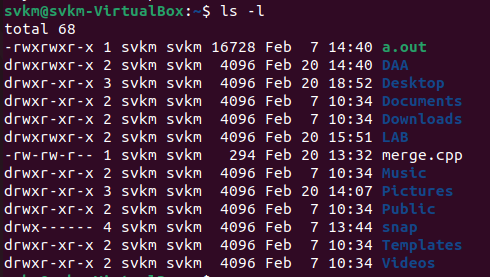 svkm@svkm-VirtualBox:~$ ls -l
total 68
-rwxrwxr-x 1 svkm svkm 16728 Feb  7 14:40 a.out
drwxrwxr-x 2 svkm svkm  4096 Feb 20 14:40 DAA
drwxr-xr-x 3 svkm svkm  4096 Feb 20 18:52 Desktop
drwxr-xr-x 2 svkm svkm  4096 Feb  7 10:34 Documents
drwxr-xr-x 2 svkm svkm  4096 Feb  7 10:34 Downloads
drwxrwxr-x 2 svkm svkm  4096 Feb 20 15:51 LAB
-rw-rw-r-- 1 svkm svkm   294 Feb 20 13:32 merge.cpp
drwxr-xr-x 2 svkm svkm  4096 Feb  7 10:34 Music
drwxr-xr-x 3 svkm svkm  4096 Feb 20 14:07 Pictures
drwxr-xr-x 2 svkm svkm  4096 Feb  7 10:34 Public
drwx------ 4 svkm svkm  4096 Feb  7 13:44 snap
drwxr-xr-x 2 svkm svkm  4096 Feb  7 10:34 Templates
drwxr-xr-x 2 svkm svkm  4096 Feb  7 10:34 Videos